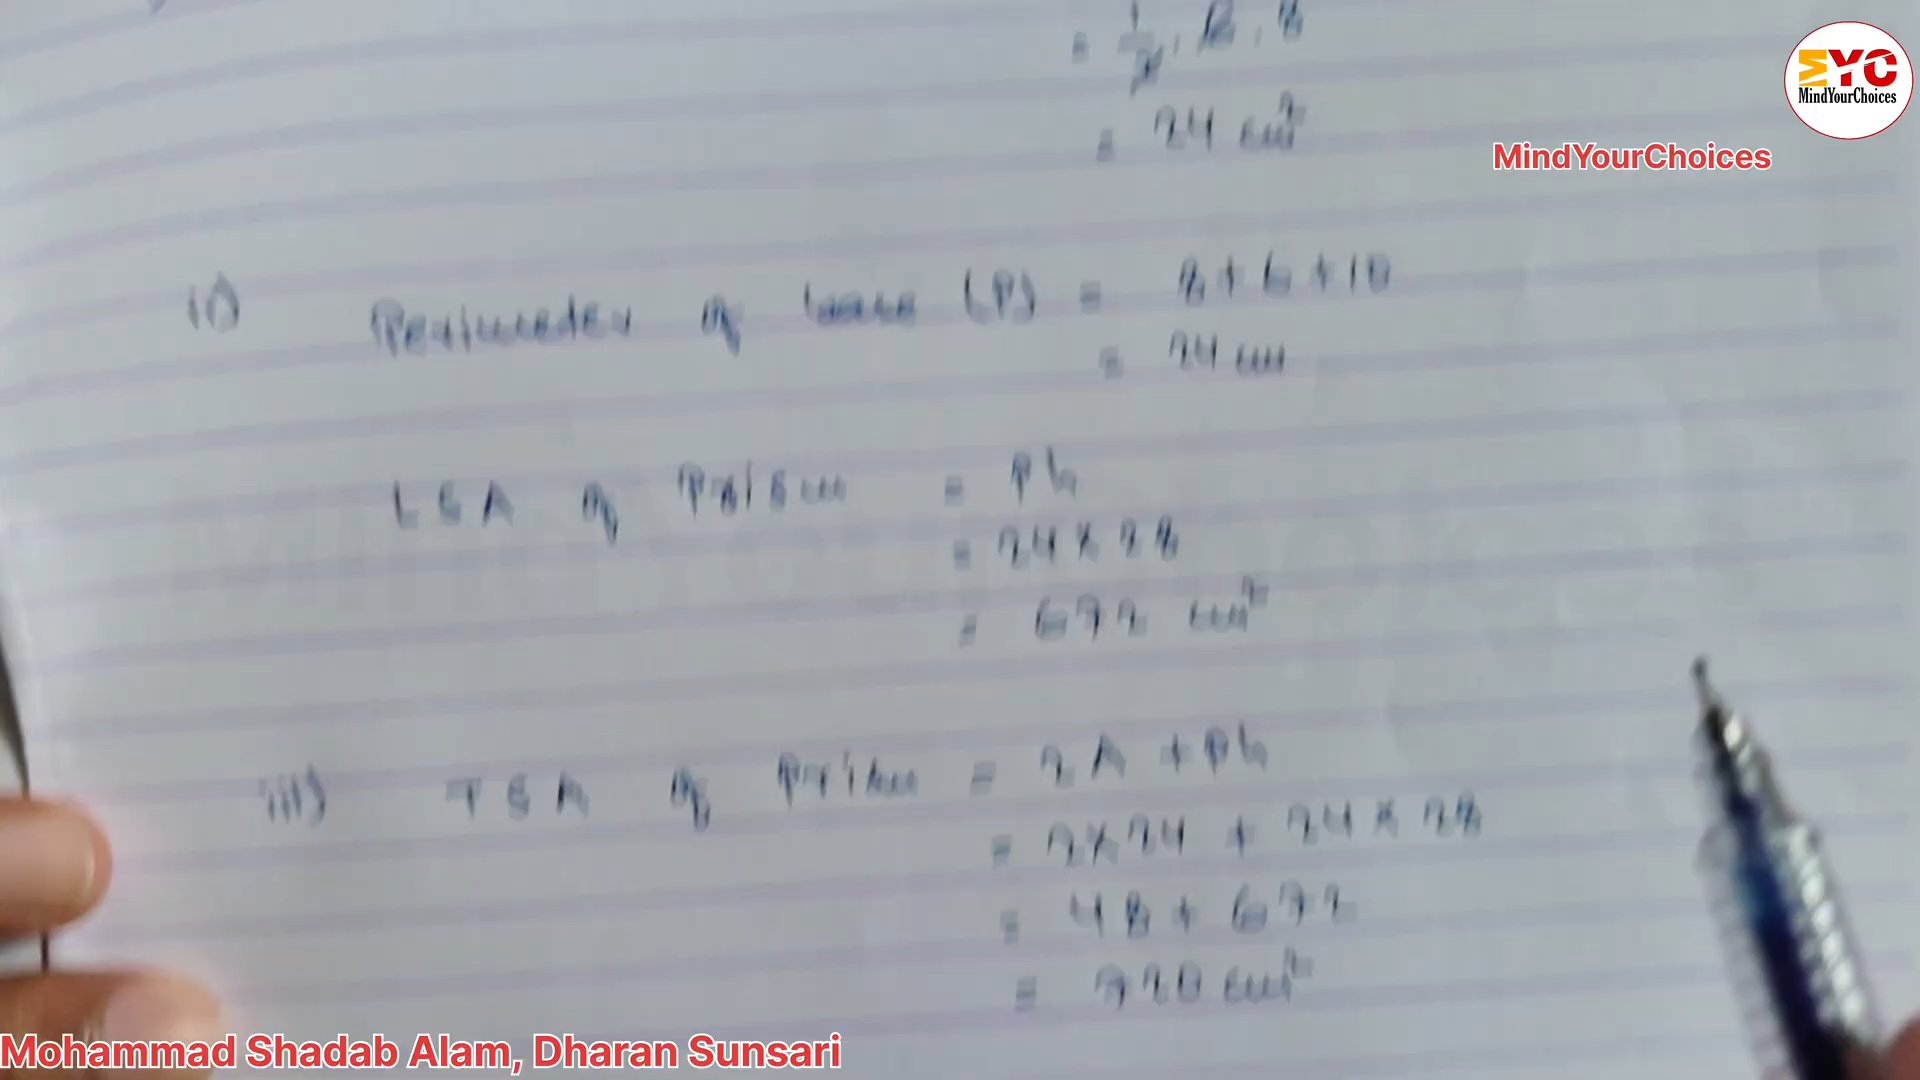 = 1/2 . 6 . 8
MYC
MindYourChoices
= 24 cm²
MindYourChoices
ii) Perimeter of base (P) = 8 + 6 + 10
= 24 cm
LSA of Prism = Ph
= 24 × 28
= 672 cm²
iii) TSA of Prism = 2A + Ph
= 2×24 + 24 × 28
= 48 + 672
= 720 cm²
Mohammad Shadab Alam, Dharan Sunsari